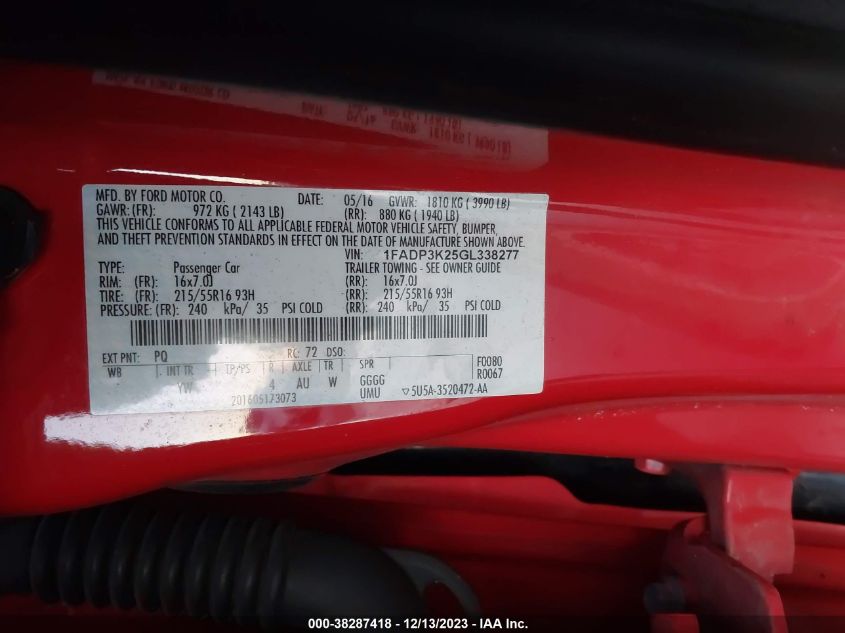 MFD. BY FORD MOTOR CO. DATE: 05/16 GVWR: 1810 KG ( 3990 LB)
GAWR: (FR): 972 KG ( 2143 LB) (RR): 880 KG ( 1940 LB)
THIS VEHICLE CONFORMS TO ALL APPLICABLE FEDERAL MOTOR VEHICLE SAFETY, BUMPER,
AND THEFT PREVENTION STANDARDS IN EFFECT ON THE DATE OF MANUFACTURE SHOWN ABOVE.
VIN: 1FADP3K25GL338277
TYPE: Passenger Car TRAILER TOWING - SEE OWNER GUIDE
RIM: (FR) 16x7.0J (RR): 16x7.0J
TIRE: (FR) 215/55R16 93H (RR): 215/55R16 93H
PRESSURE: (FR) 240 kPa/ 35 PSI COLD (RR): 240 kPa/ 35 PSI COLD
EXT PNT: PQ RC: 72 DSO: F0080
WB INT TR TP/PS R AXLE TR SPR R0067
YW 4 AU W GGGG
UMU 5U5A-3520472-AA
201605173073
000-38287418 - 12/13/2023 - IAA Inc.